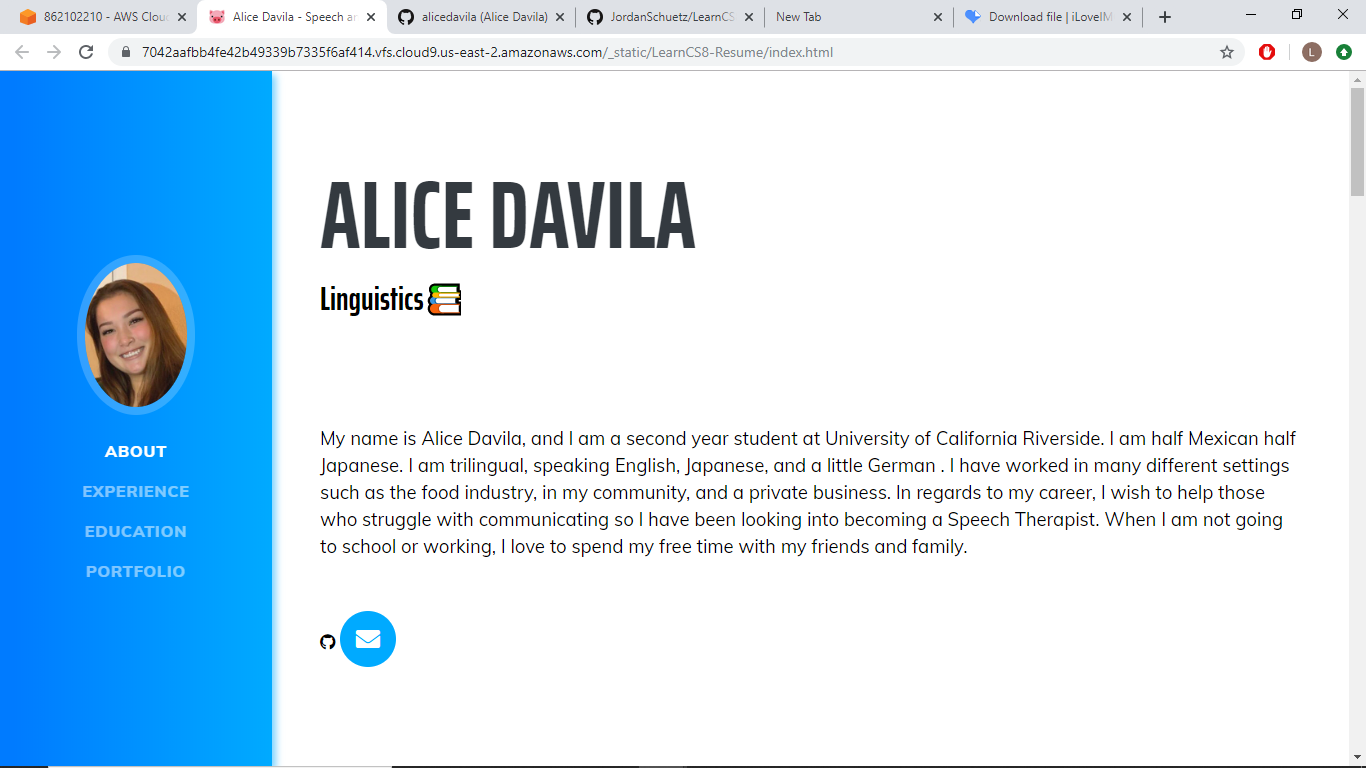 862102210 - AWS Clou
Alice Davila - Speech a
alicedavila (Alice Davila)
JordanSchuetz/LearnCS
New Tab
Download file | iLoveIM
7042aafbb4fe42b49339b7335f6af414.vfs.cloud9.us-east-2.amazonaws.com/_static/LearnCS8-Resume/index.html
L
ALICE DAVILA
Linguistics
ABOUT
EXPERIENCE
EDUCATION
PORTFOLIO
My name is Alice Davila, and I am a second year student at University of California Riverside. I am half Mexican half
Japanese. I am trilingual, speaking English, Japanese, and a little German . I have worked in many different settings
such as the food industry, in my community, and a private business. In regards to my career, I wish to help those
who struggle with communicating so I have been looking into becoming a Speech Therapist. When I am not going
to school or working, I love to spend my free time with my friends and family.